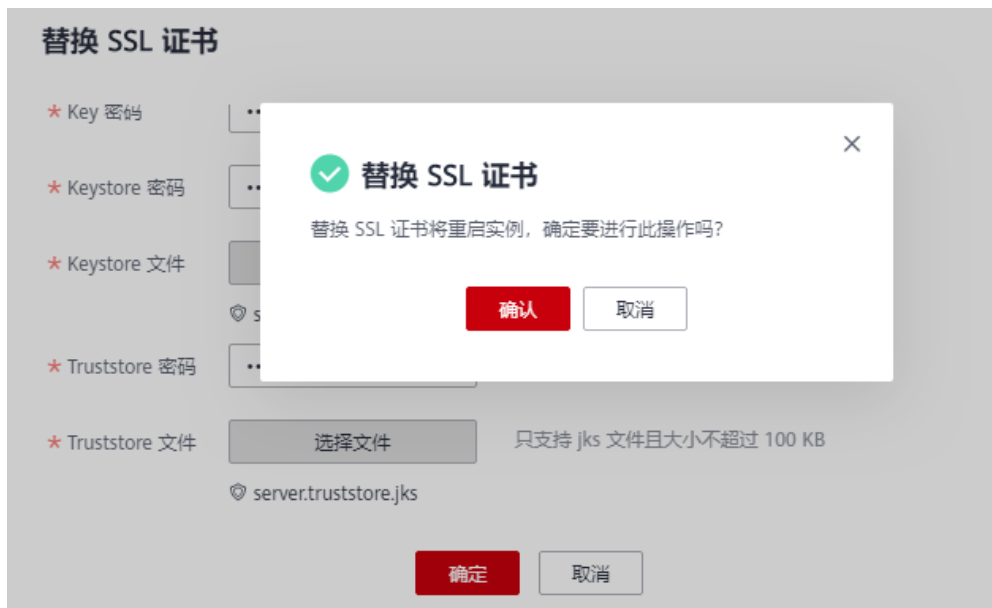 替换 SSL 证书
* Key 密码
••
替换 SSL 证书
替换 SSL 证书将重启实例，确定要进行此操作吗？
确认 取消
* Keystore 密码
••
* Keystore 文件
s
* Truststore 密码
••
* Truststore 文件 选择文件 只支持 jks 文件且大小不超过 100 KB
server.truststore.jks
确定 取消